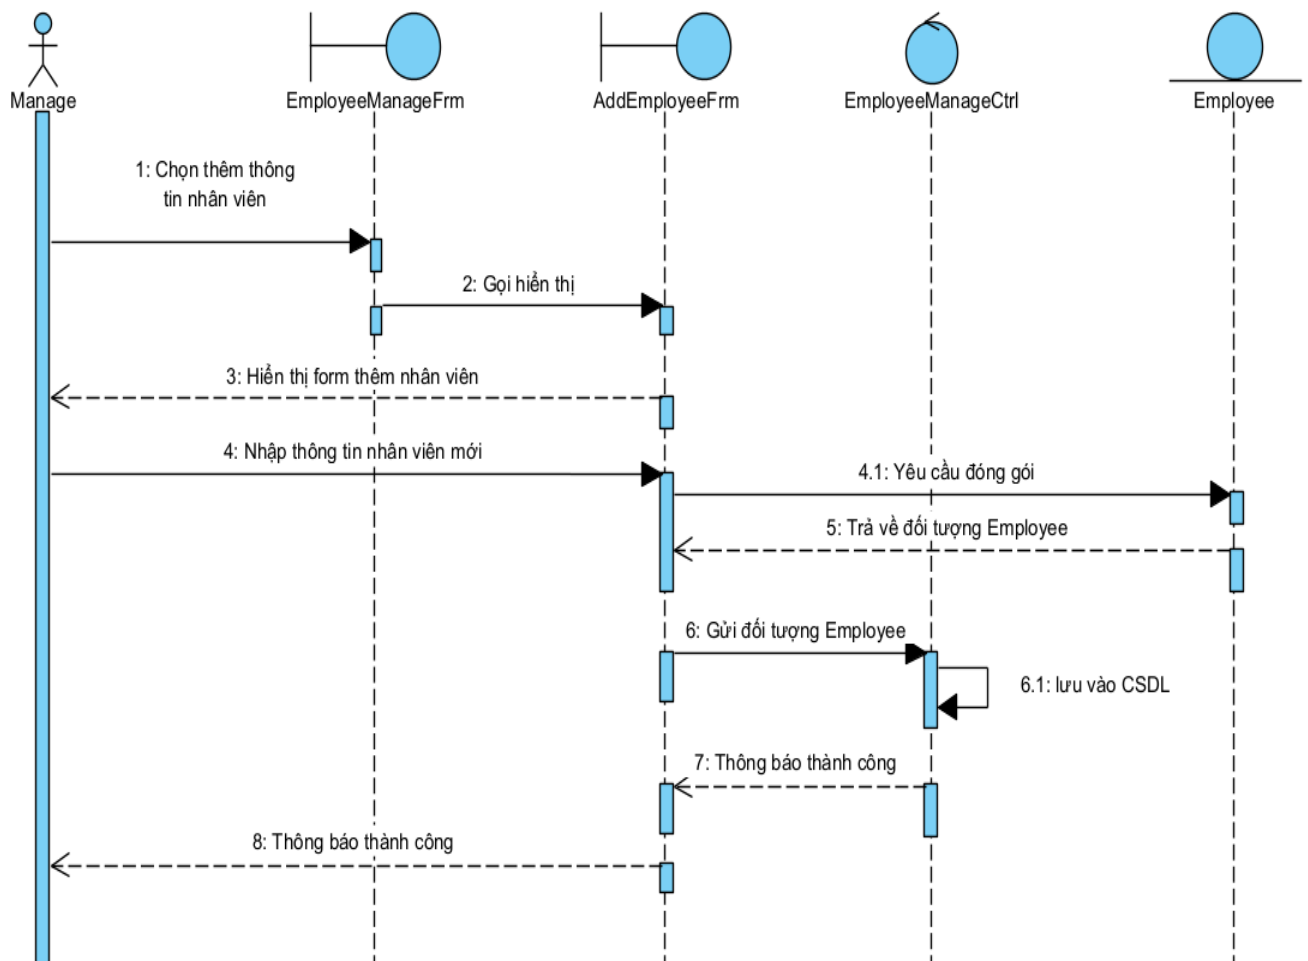 Manage
EmployeeManageFrm
AddEmployeeFrm
EmployeeManageCtrl
Employee
1: Chọn thêm thông
tin nhân viên
2: Gọi hiển thị
3: Hiển thị form thêm nhân viên
4: Nhập thông tin nhân viên mới
4.1: Yêu cầu đóng gói
5: Trả về đối tượng Employee
6: Gửi đối tượng Employee
6.1: lưu vào CSDL
7: Thông báo thành công
8: Thông báo thành công